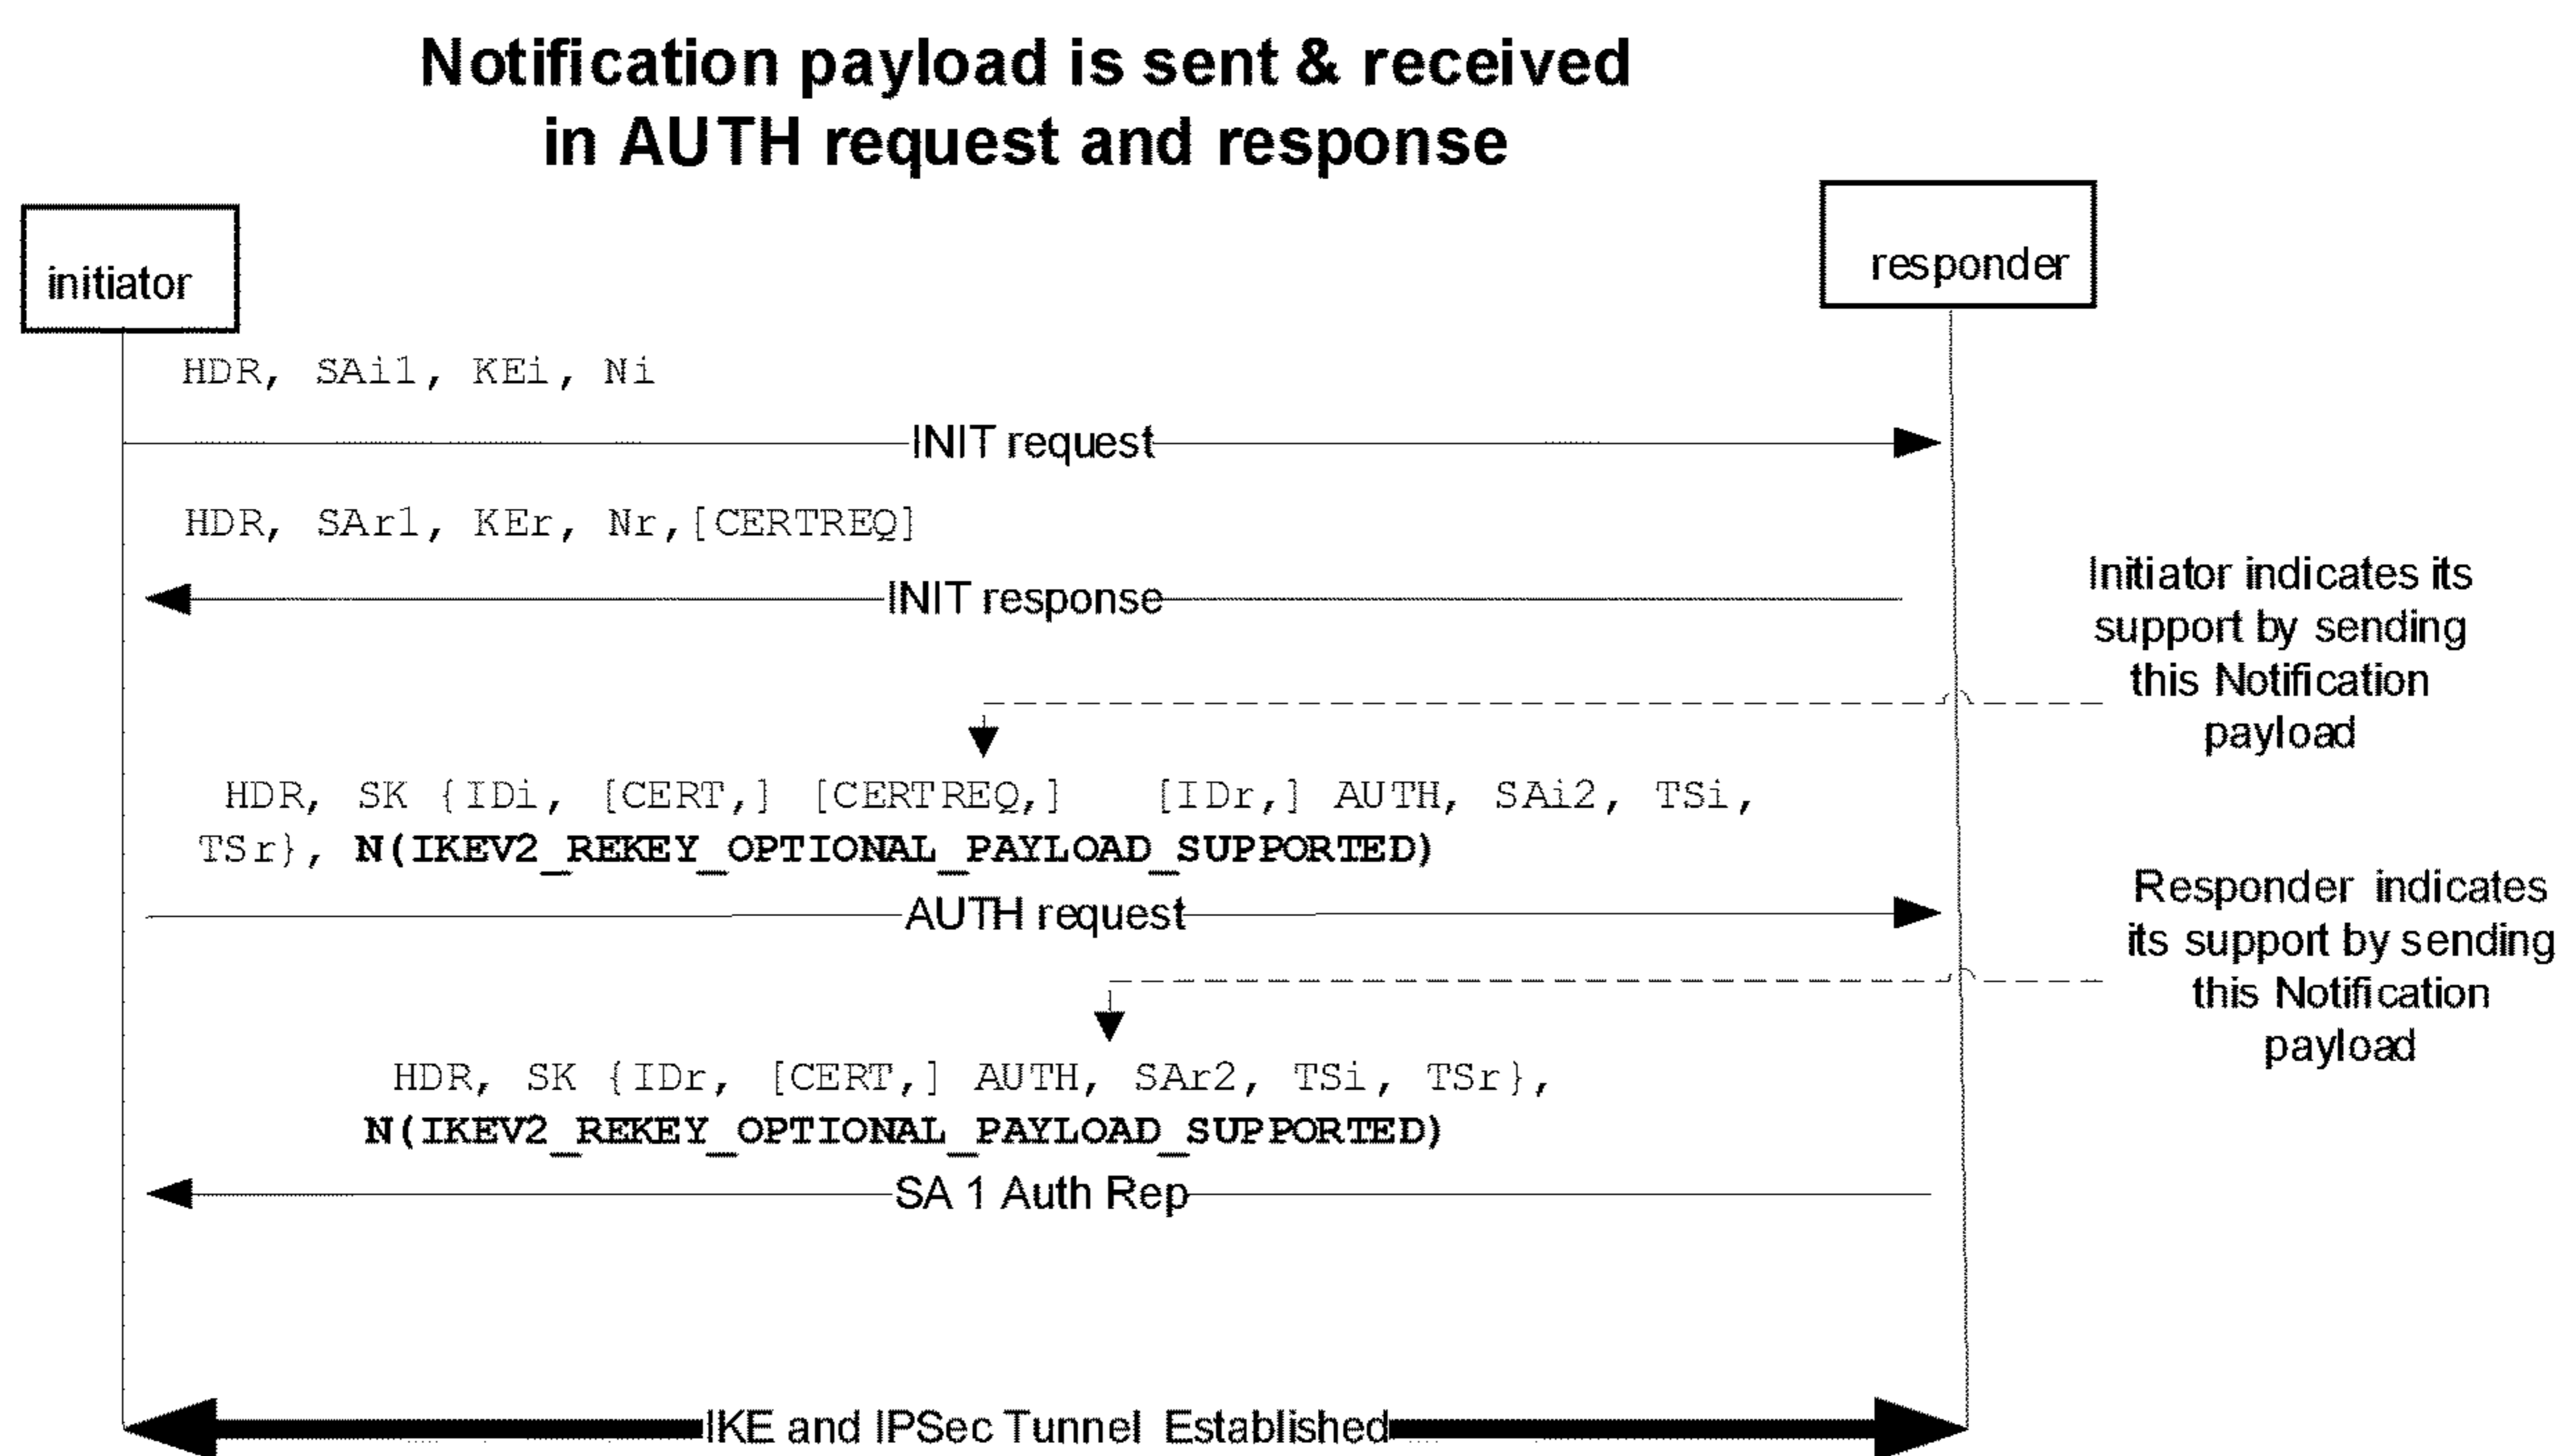 Notification payload is sent & received
in AUTH request and response
initiator
responder
HDR, SAi1, KEi, Ni
INIT request
HDR, SAr1, KEr, Nr,[CERTREQ]
INIT response
Initiator indicates its
support by sending
this Notification
payload
HDR, SK {IDi, [CERT,] [CERTREQ,] [IDr,] AUTH, SAi2, TSi,
TSr}, N(IKEV2_REKEY_OPTIONAL_PAYLOAD_SUPPORTED)
AUTH request
Responder indicates
its support by sending
this Notification
payload
HDR, SK {IDr, [CERT,] AUTH, SAr2, TSi, TSr},
N(IKEV2_REKEY_OPTIONAL_PAYLOAD_SUPPORTED)
SA 1 Auth Rep
IKE and IPSec Tunnel Established